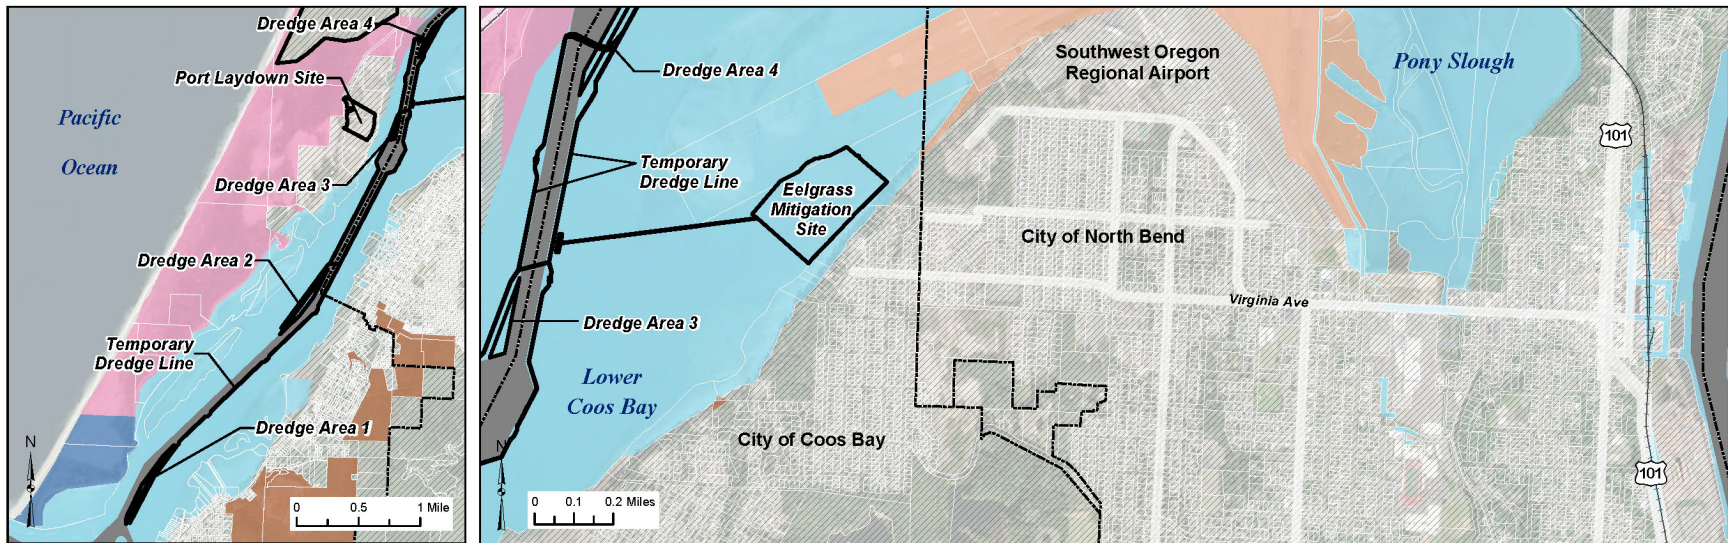 Dredge Area 4
Port Laydown Site
Pacific
Ocean
Dredge Area 3
Dredge Area 2
Temporary
Dredge Line
Dredge Area 1
N
0 0.5 1 Mile
Southwest Oregon
Regional Airport
Pony Slough
Dredge Area 4
101
Temporary
Dredge Line
Eelgrass
Mitigation
Site
City of North Bend
Virginia Ave
Dredge Area 3
Lower
Coos Bay
City of Coos Bay
N
101
0 0.1 0.2 Miles